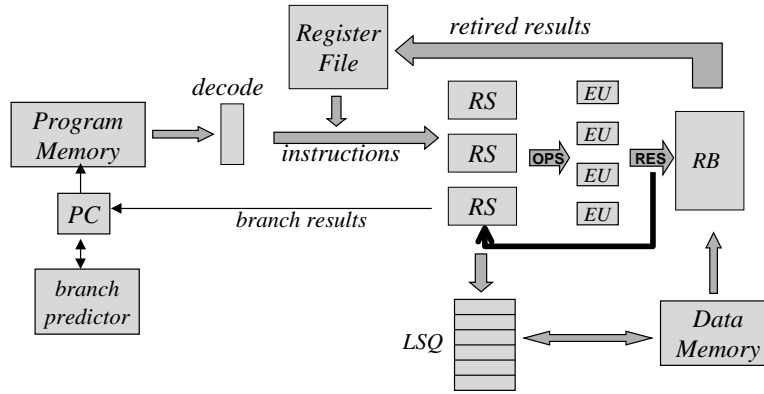 Register
File
retired results
decode
Program
Memory
instructions
RS
RS
RS
OPS
EU
EU
EU
EU
RES
RB
PC
branch results
branch
predictor
LSQ
Data
Memory